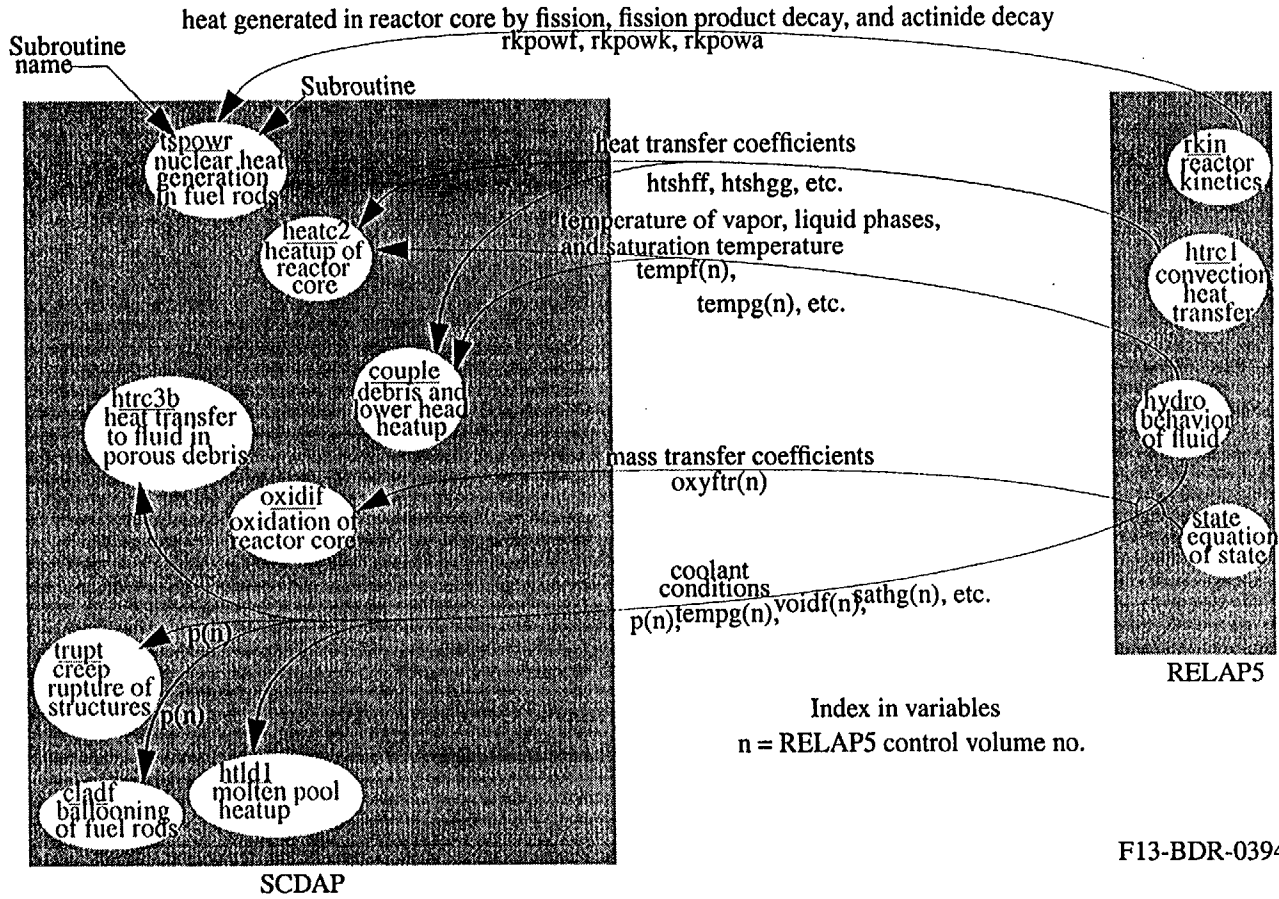 heat generated in reactor core by fission, fission product decay, and actinide decay
rkpowf, rkpowk, rkpowa
Subroutine
name
Subroutine
tspowr
nuclear heat
generation
in fuel rods
heatc2
heatup of
reactor
core
couple
debris and
lower head
heatup
htrc3b
heat transfer
to fluid in
porous debris
oxidif
oxidation of
reactor core
trupt
creep
rupture of
structures
cladf
ballooning
of fuel rods
htld1
molten pool
heatup
p(n)
p(n)
SCDAP
heat transfer coefficients
htshff, htshgg, etc.
temperature of vapor, liquid phases,
and saturation temperature
tempf(n),
tempg(n), etc.
mass transfer coefficients
oxyftr(n)
coolant
conditions
p(n), tempg(n), voidf(n), sathg(n), etc.
rkin
reactor
kinetics
htrc1
convection
heat
transfer
hydro
behavior
of fluid
state
equation
of state
RELAP5
Index in variables
n = RELAP5 control volume no.
F13-BDR-0394